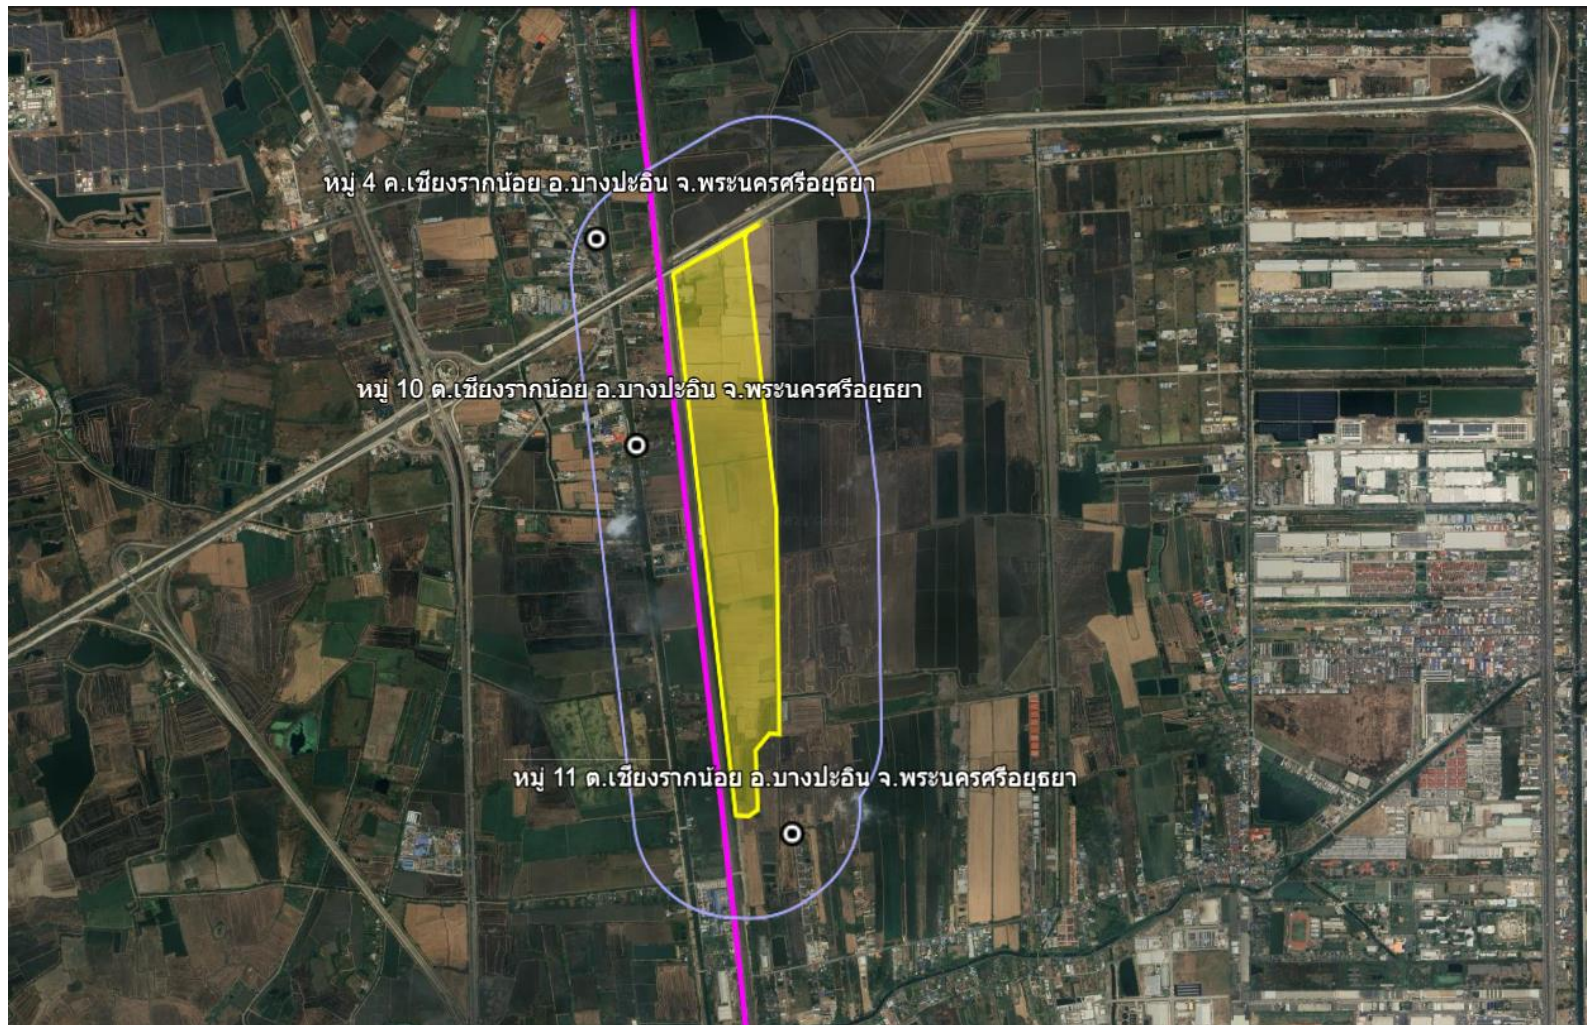 หมู่ 4 ค.เชียงรากน้อย อ.บางปะอิน จ.พระนครศรีอยุธยา
หมู่ 10 ต.เชียงรากน้อย อ.บางปะอิน จ.พระนครศรีอยุธยา
หมู่ 11 ต.เชียงรากน้อย อ.บางปะอิน จ.พระนครศรีอยุธยา